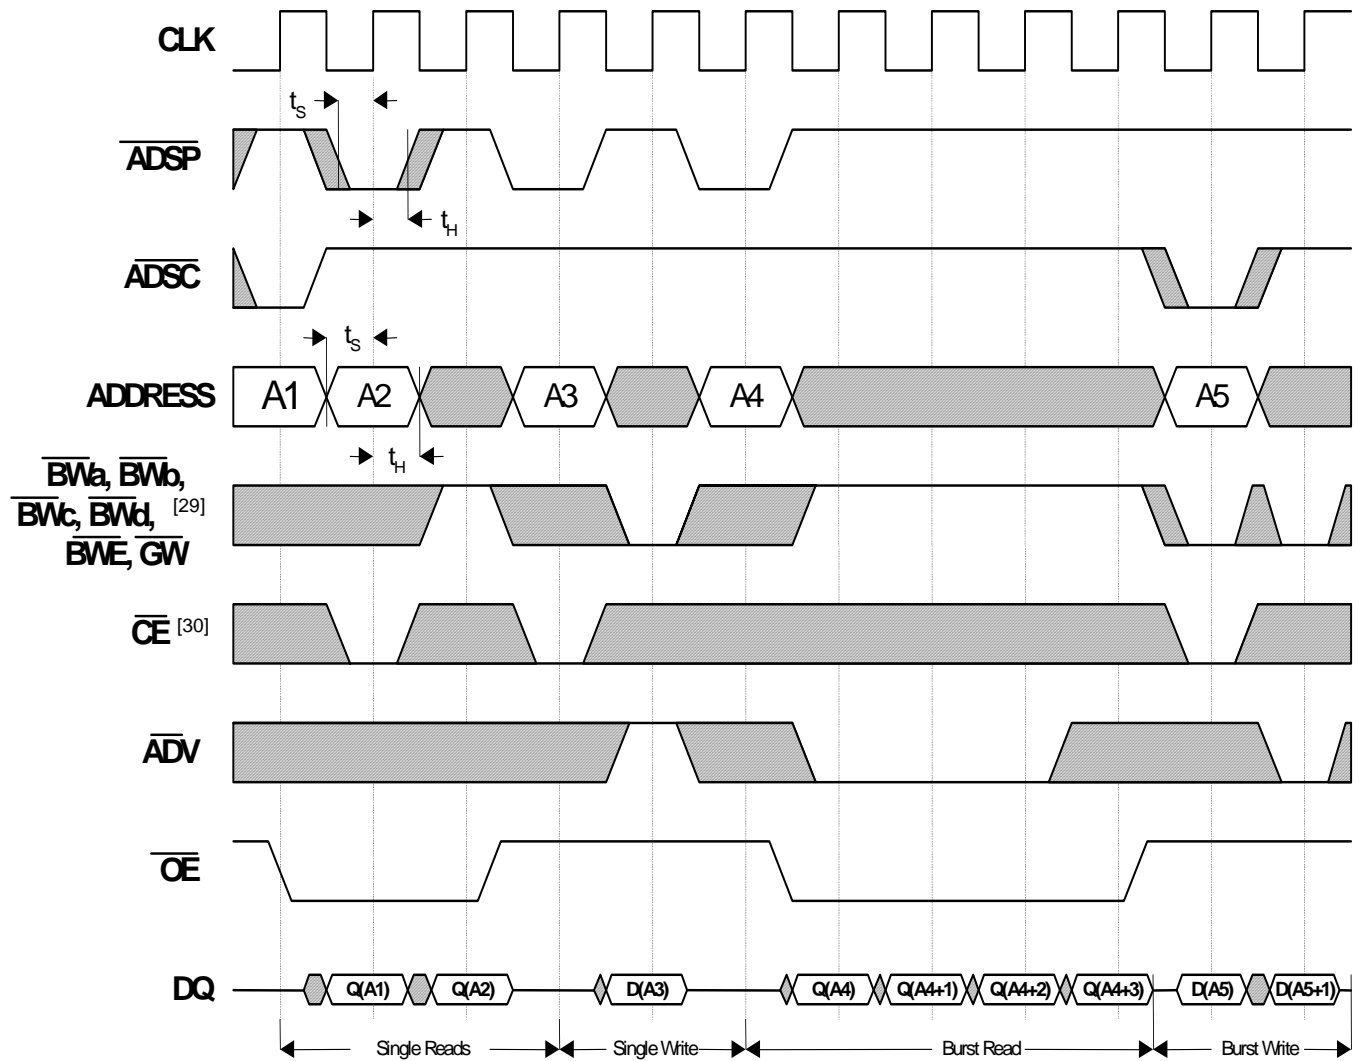 CLK
tS
ADSP
tH
ADSC
tS
ADDRESS A1 A2 A3 A4 A5
tH
BWa, BWb,
BWc, BWd, [29]
BWE, GW
CE [30]
ADV
OE
DQ Q(A1) Q(A2) D(A3) Q(A4) Q(A4+1) Q(A4+2) Q(A4+3) D(A5) D(A5+1)
Single Reads Single Write Burst Read Burst Write